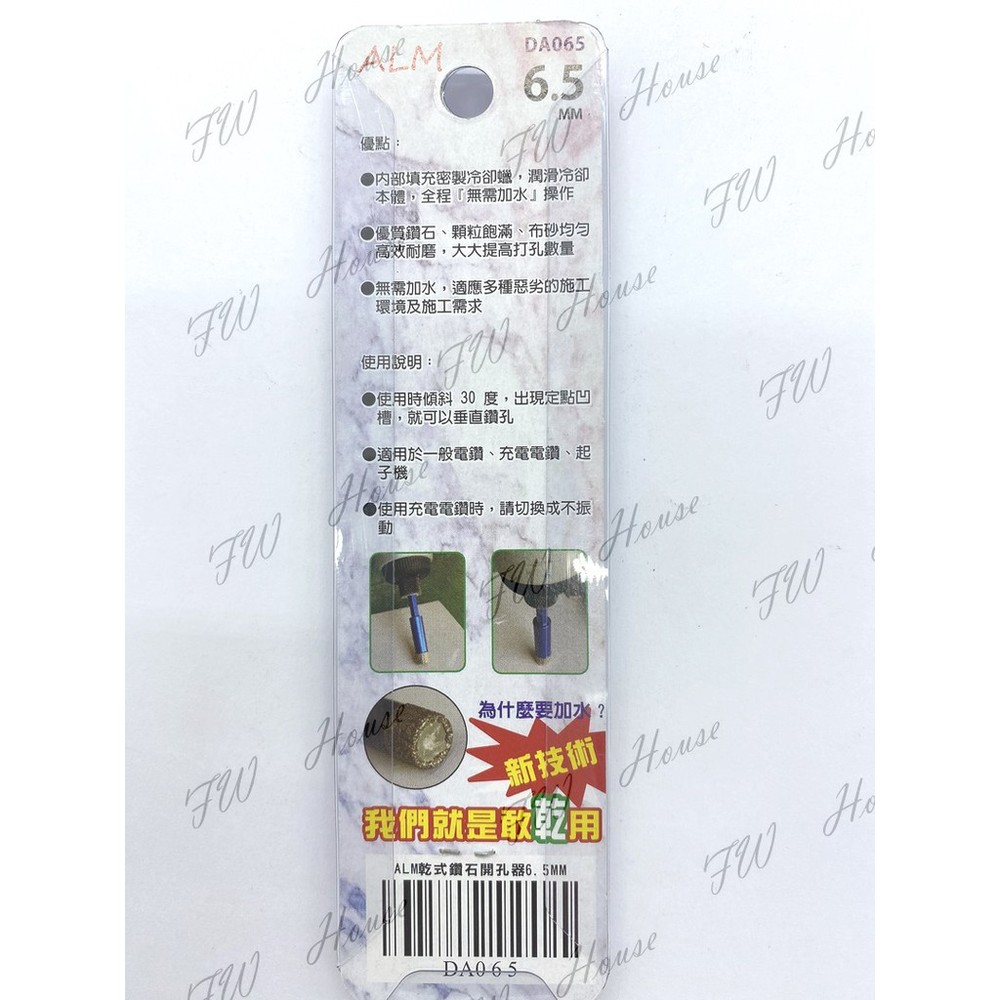 ALM
DA065
6.5
MM
優點：
●內部填充密製冷卻蠟，潤滑冷卻
本體，全程『無需加水』操作
●優質鑽石、顆粒飽滿、布砂均勻
高效耐磨，大大提高打孔數量
●無需加水，適應多種惡劣的施工
環境及施工需求
使用說明：
●使用時傾斜 30 度，出現定點凹
槽，就可以垂直鑽孔
●適用於一般電鑽、充電電鑽、起
子機
●使用充電電鑽時，請切換成不振
動
為什麼要加水？
新技術
我們就是敢乾用
ALM乾式鑽石開孔器6.5MM
DA065
FW House